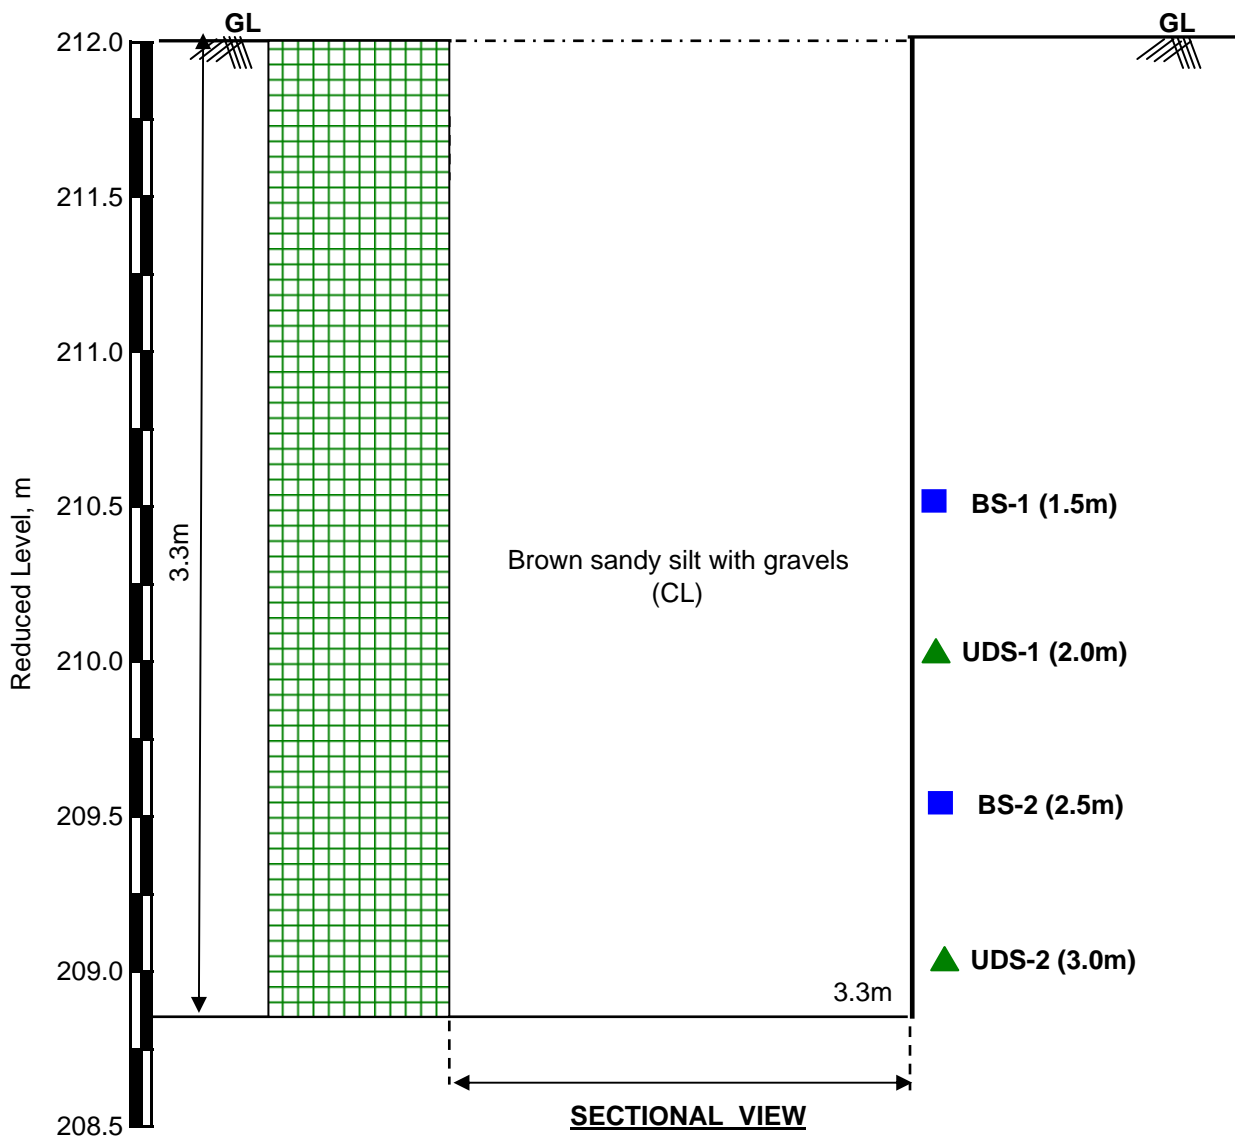 GL
GL
212.0
211.5
211.0
210.5
210.0
209.5
209.0
208.5
Reduced Level, m
3.3m
Brown sandy silt with gravels
(CL)
BS-1 (1.5m)
UDS-1 (2.0m)
BS-2 (2.5m)
UDS-2 (3.0m)
3.3m
SECTIONAL VIEW